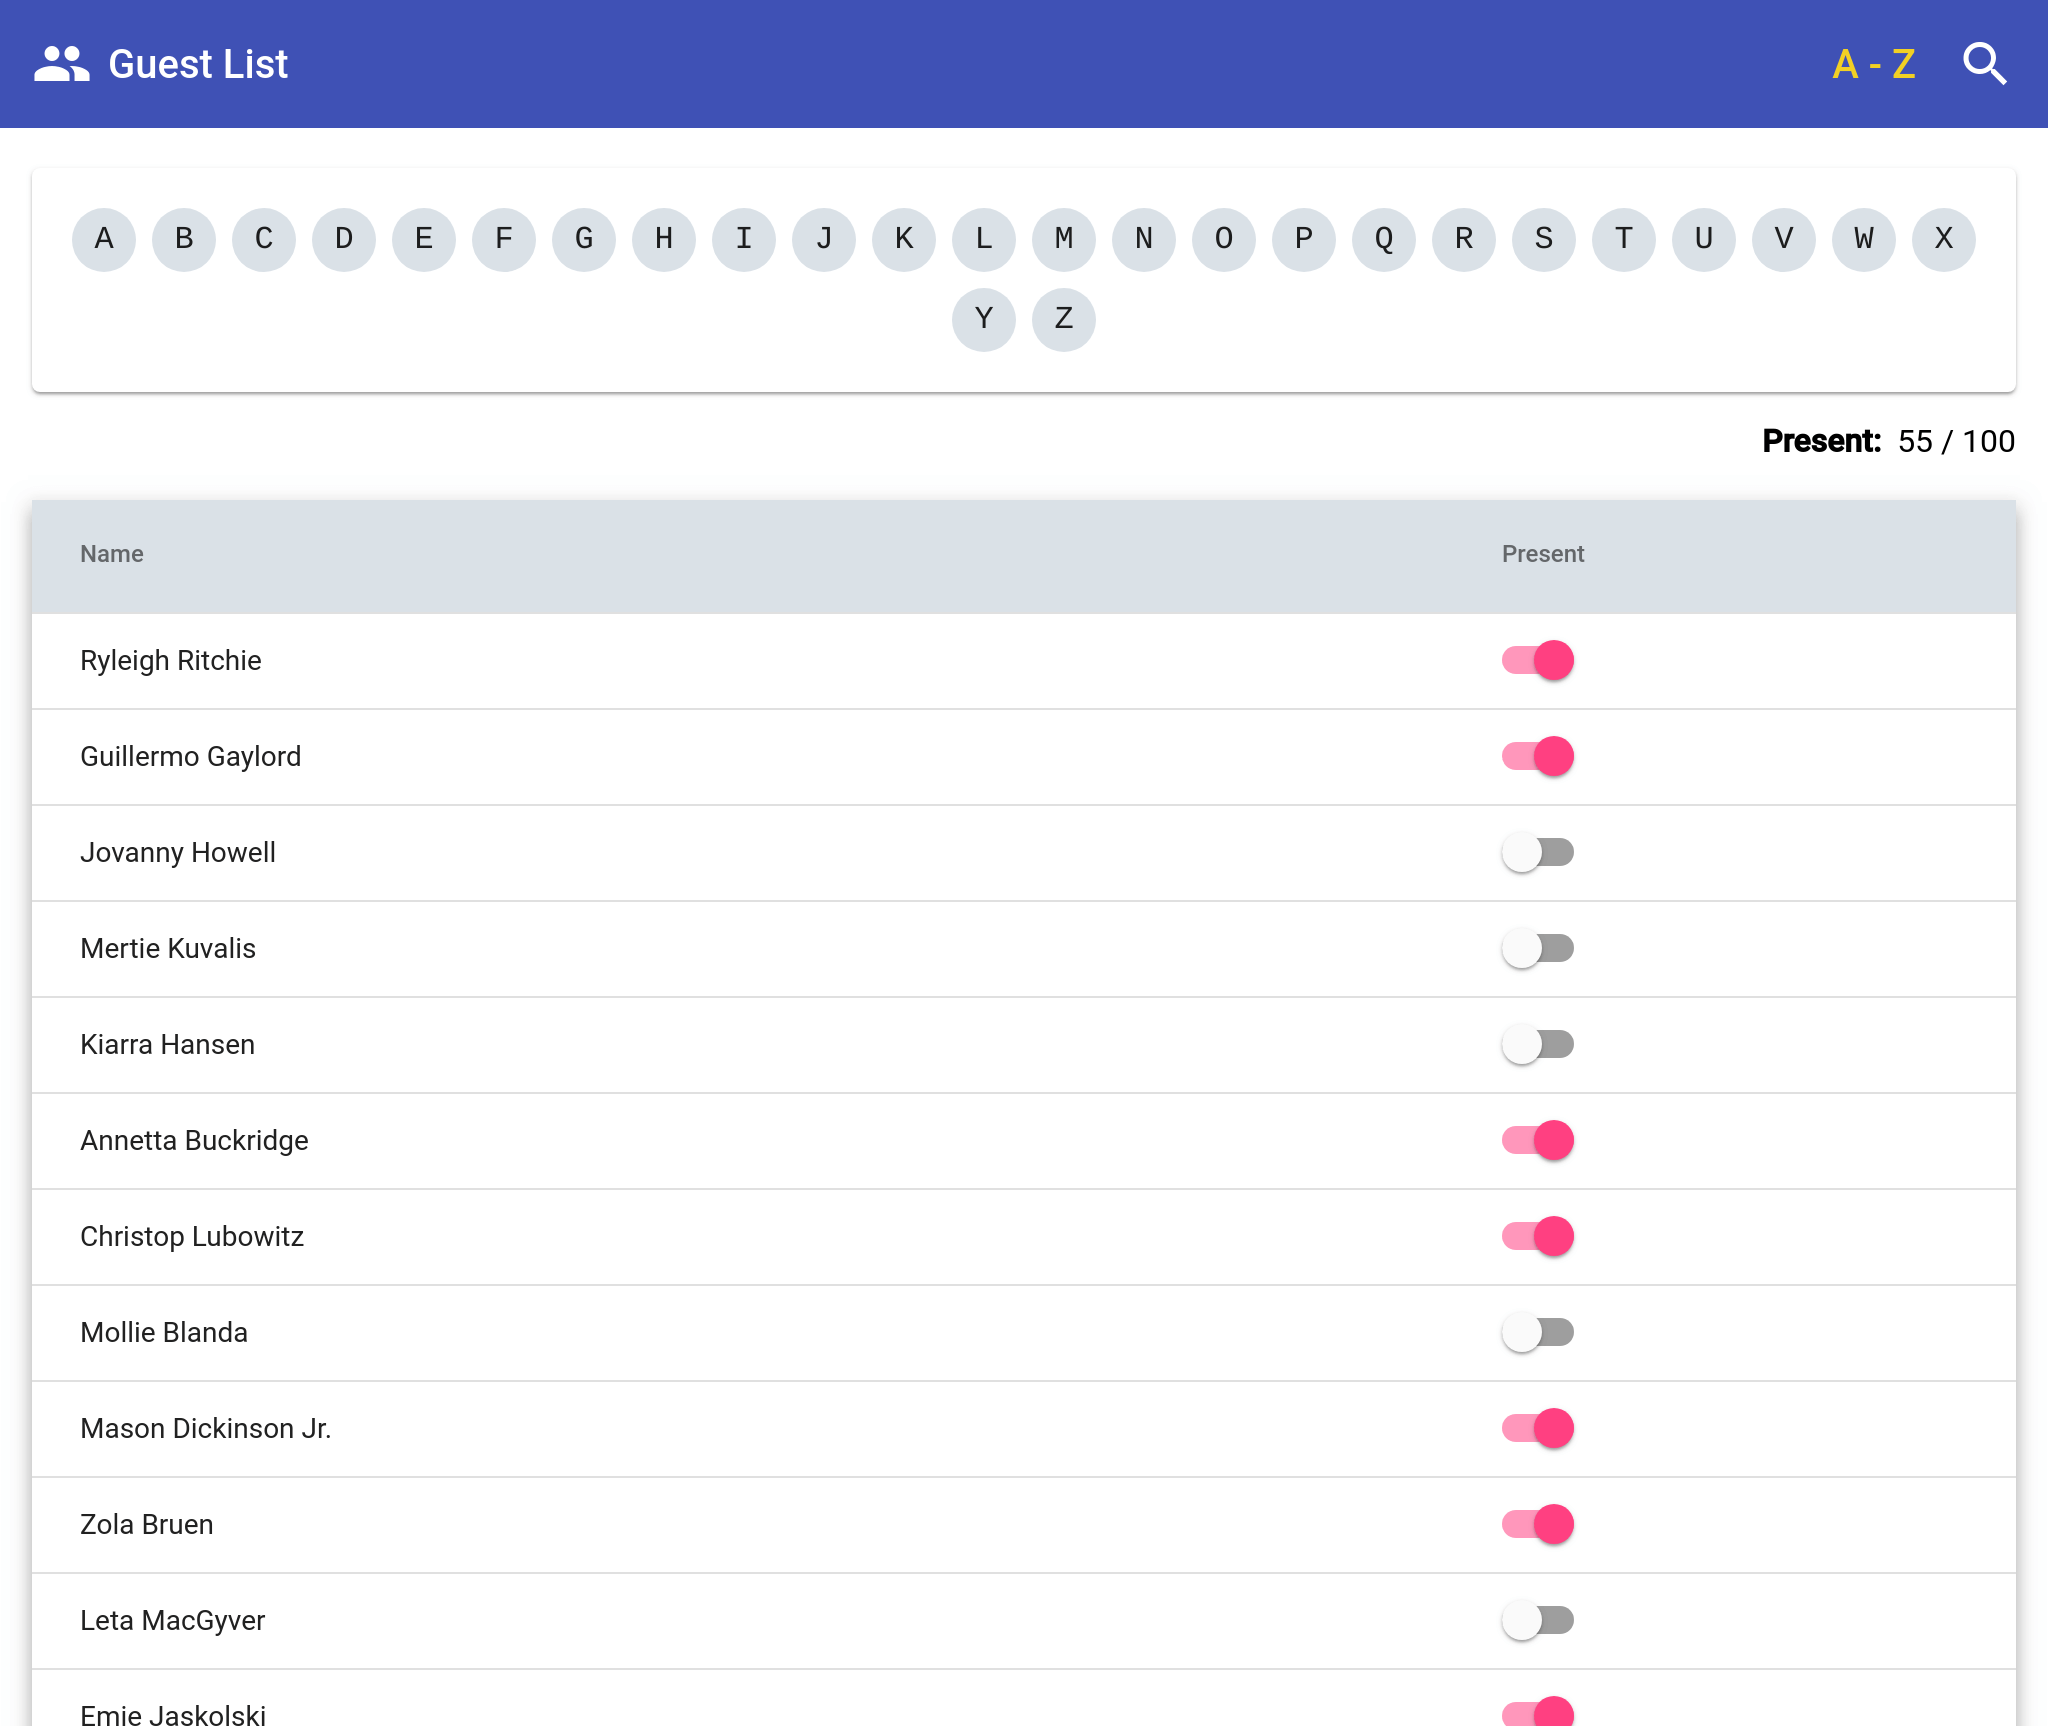 Guest List A - Z
A B C D E F G H I J K L M N O P Q R S T U V W X
Y Z
Present: 55 / 100
Name Present
Ryleigh Ritchie
Guillermo Gaylord
Jovanny Howell
Mertie Kuvalis
Kiarra Hansen
Annetta Buckridge
Christop Lubowitz
Mollie Blanda
Mason Dickinson Jr.
Zola Bruen
Leta MacGyver
Emie Jaskolski